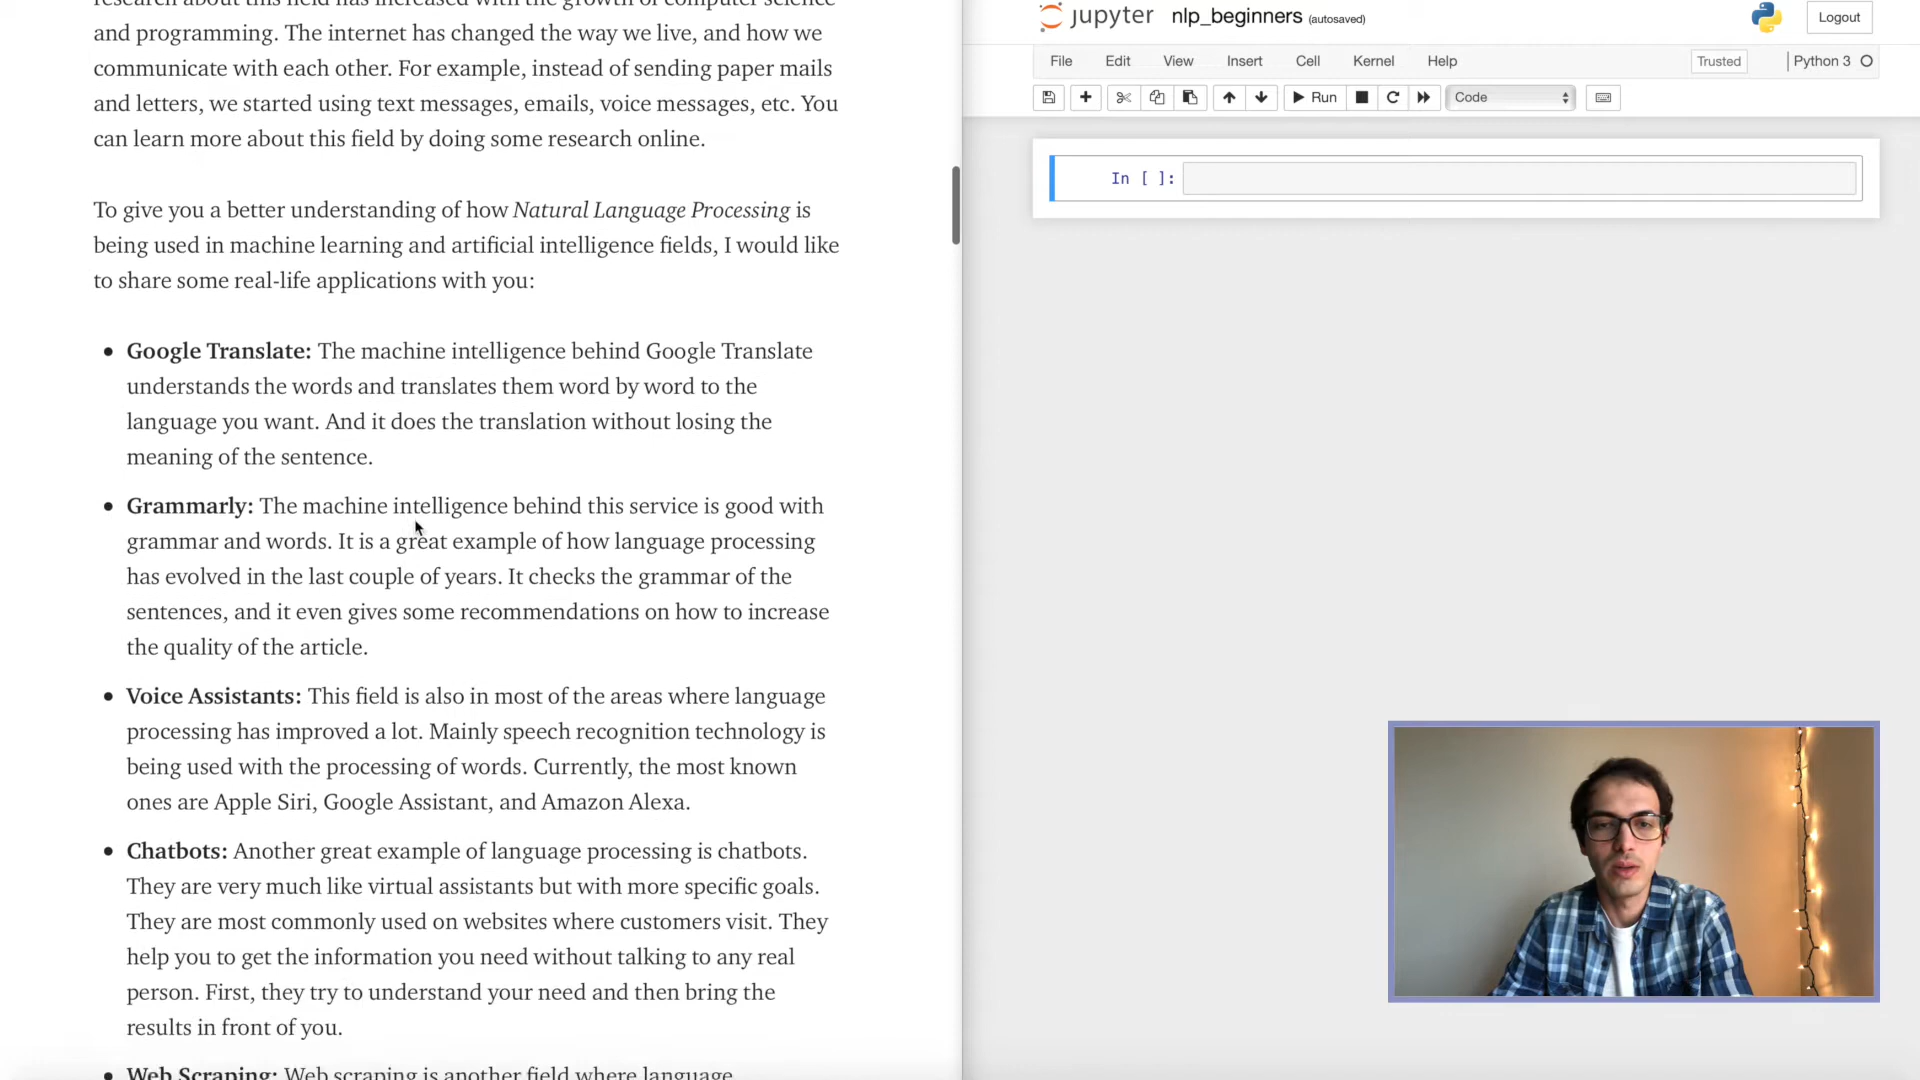 research about this field has increased with the growth of computer science
and programming. The internet has changed the way we live, and how we
communicate with each other. For example, instead of sending paper mails
and letters, we started using text messages, emails, voice messages, etc. You
can learn more about this field by doing some research online.
To give you a better understanding of how Natural Language Processing is
being used in machine learning and artificial intelligence fields, I would like
to share some real-life applications with you:
Google Translate: The machine intelligence behind Google Translate
understands the words and translates them word by word to the
language you want. And it does the translation without losing the
meaning of the sentence.
Grammarly: The machine intelligence behind this service is good with
grammar and words. It is a great example of how language processing
has evolved in the last couple of years. It checks the grammar of the
sentences, and it even gives some recommendations on how to increase
the quality of the article.
Voice Assistants: This field is also in most of the areas where language
processing has improved a lot. Mainly speech recognition technology is
being used with the processing of words. Currently, the most known
ones are Apple Siri, Google Assistant, and Amazon Alexa.
Chatbots: Another great example of language processing is chatbots.
They are very much like virtual assistants but with more specific goals.
They are most commonly used on websites where customers visit. They
help you to get the information you need without talking to any real
person. First, they try to understand your need and then bring the
results in front of you.
Web Scraping: Web scraping is another field where language
jupyter nlp_beginners (autosaved)
Logout
File Edit View Insert Cell Kernel Help
Trusted
Python 3
Run
Code
In [ ]: